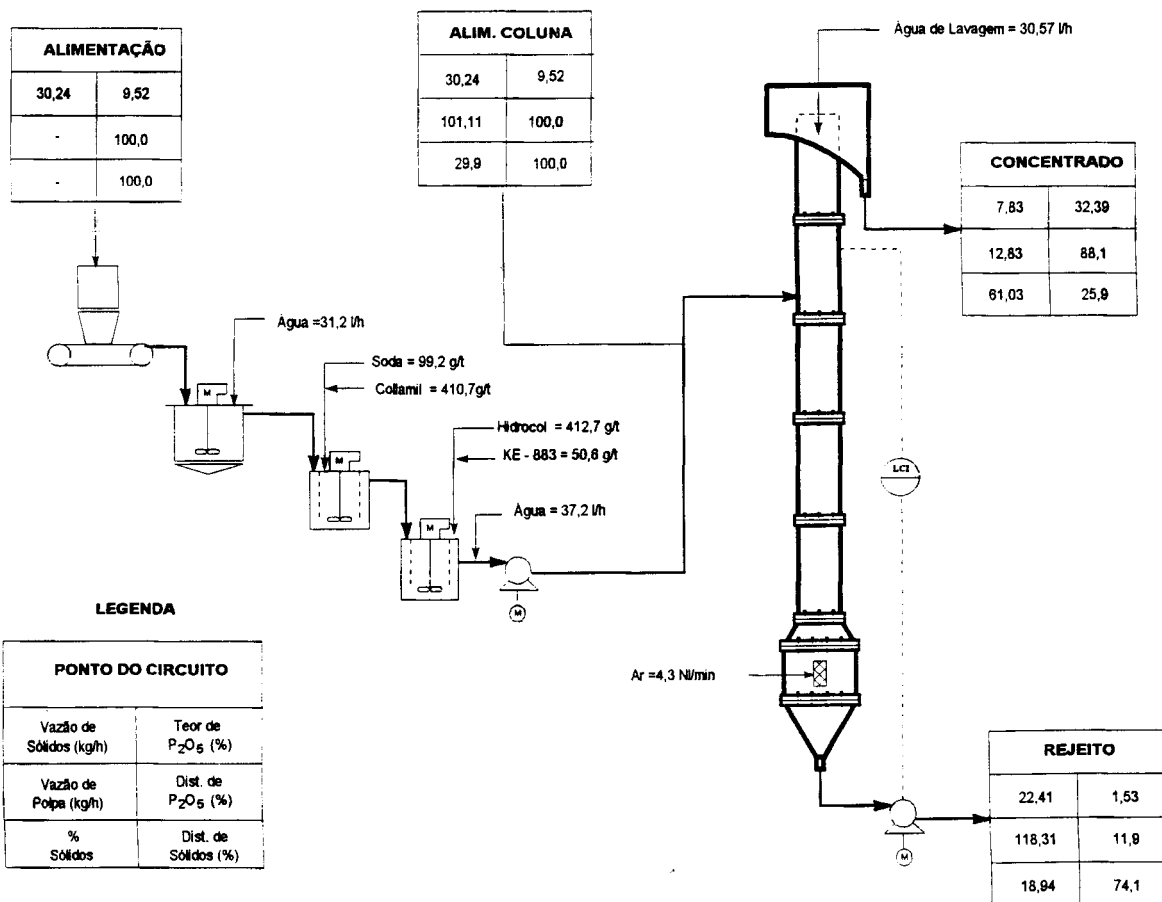 ALIMENTAÇÃO
30,24 9,52
- 100,0
- 100,0
ALIM. COLUNA
30,24 9,52
101,11 100,0
29,9 100,0
Água de Lavagem = 30,57 l/h
CONCENTRADO
7,83 32,39
12,83 88,1
61,03 25,9
Água =31,2 l/h
M
Soda = 99,2 g/t
Collamil = 410,7g/t
M
Hidrocol = 412,7 g/t
KE - 883 = 50,6 g/t
M
Água = 37,2 l/h
M
LCI
Ar =4,3 Nl/min
LEGENDA
PONTO DO CIRCUITO
Vazão de Teor de
Sólidos (kg/h) P2O5 (%)
Vazão de Dist. de
Polpa (kg/h) P2O5 (%)
% Dist. de
Sólidos Sólidos (%)
REJEITO
22,41 1,53
118,31 11,9
18,94 74,1
M